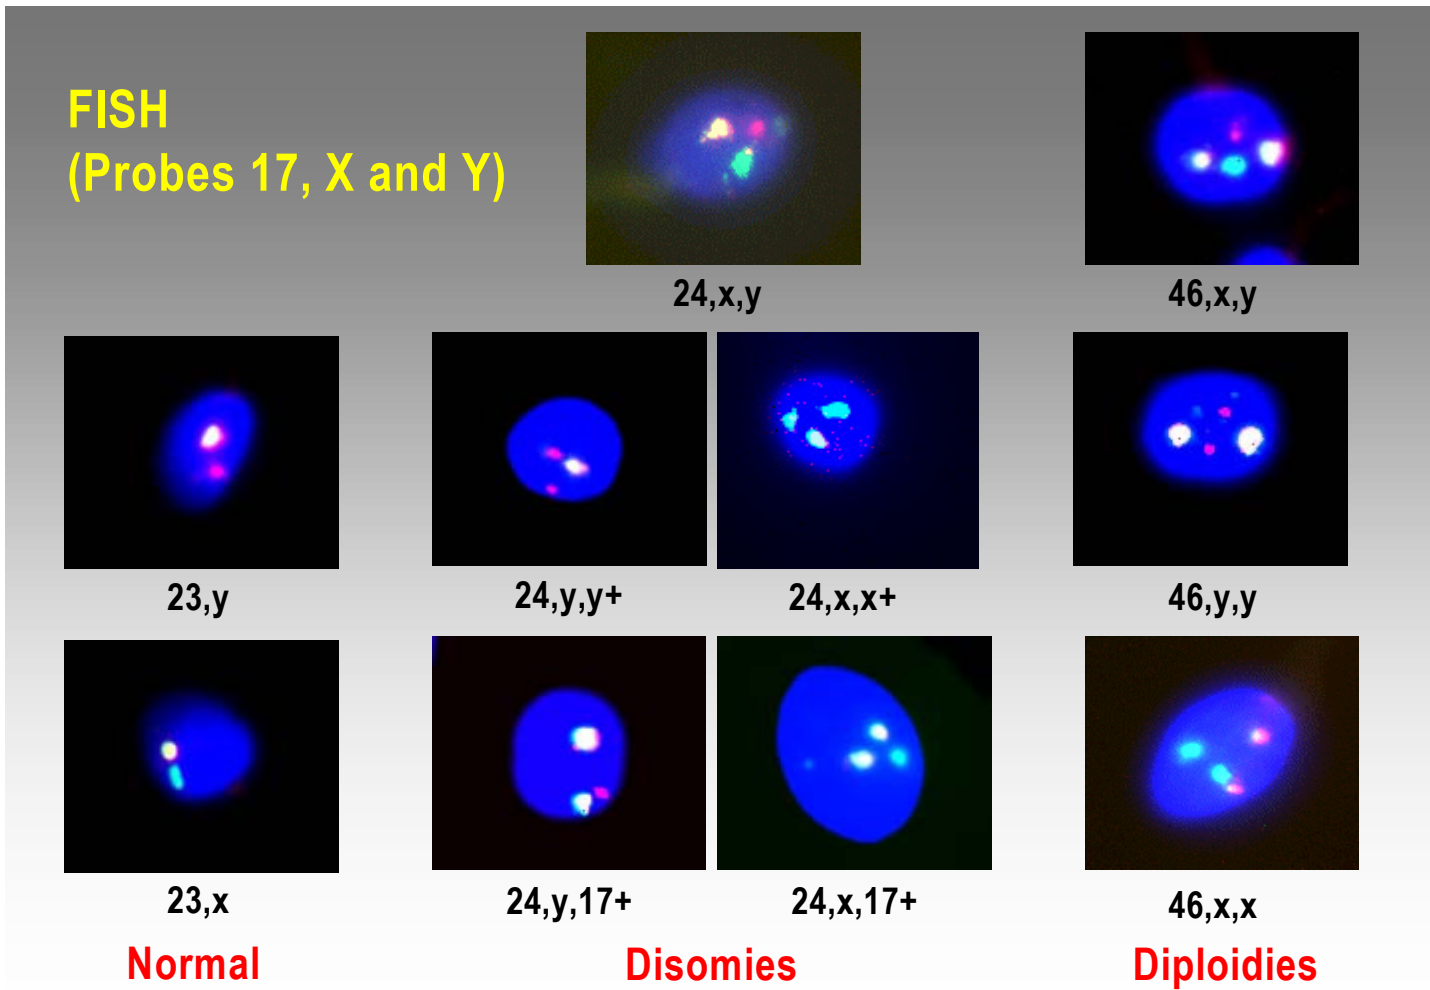 FISH
(Probes 17, X and Y)
24,x,y
46,x,y
23,y
24,y,y+
24,x,x+
46,y,y
23,x
24,y,17+
24,x,17+
46,x,x
Normal
Disomies
Diploidies